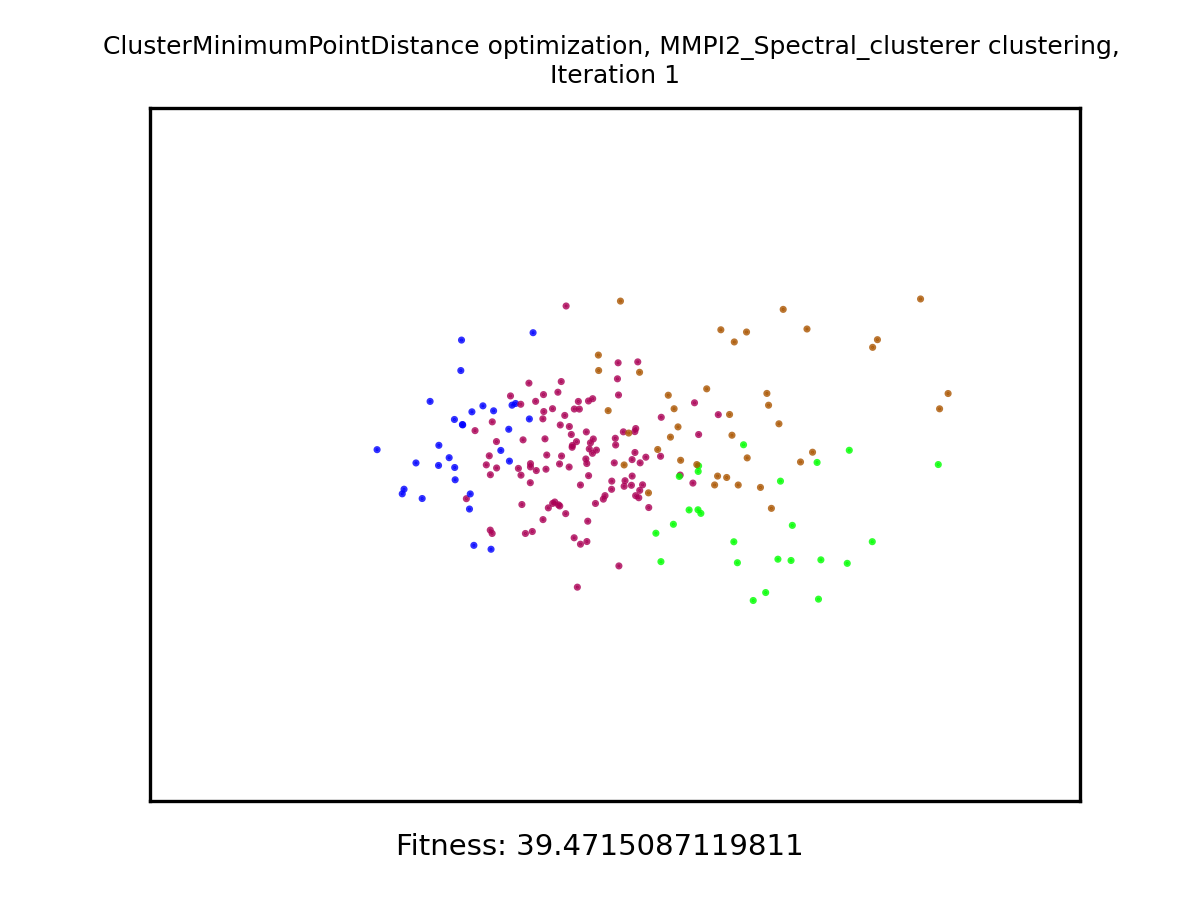 ClusterMinimumPointDistance optimization, MMPI2_Spectral_clusterer clustering,
Iteration 1
Fitness: 39.4715087119811